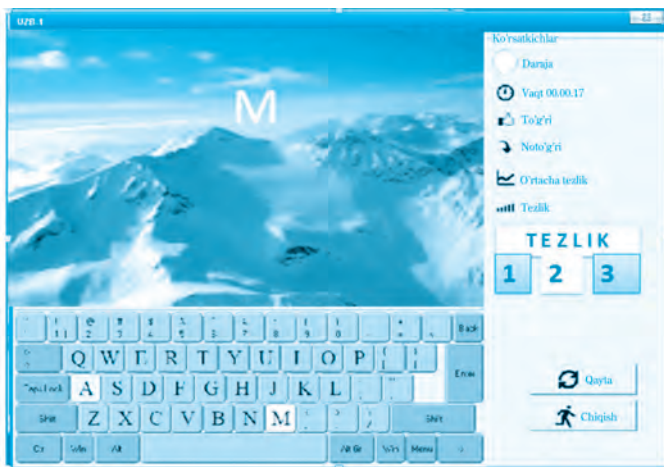 UZB-1
Ko'rsatkichlar
Daraja
Vaqt 00.00.17
To'g'ri
Noto'g'ri
O'rtacha tezlik
Tezlik
TEZLIK
1 2 3
M
Back
Q W E R T Y U I O P
Enter
Caps Lock A S D F G H J K L
Shift Z X C V B N M Shift
Win Alt Alt Gr Win Menu
Qayta
Chiqish